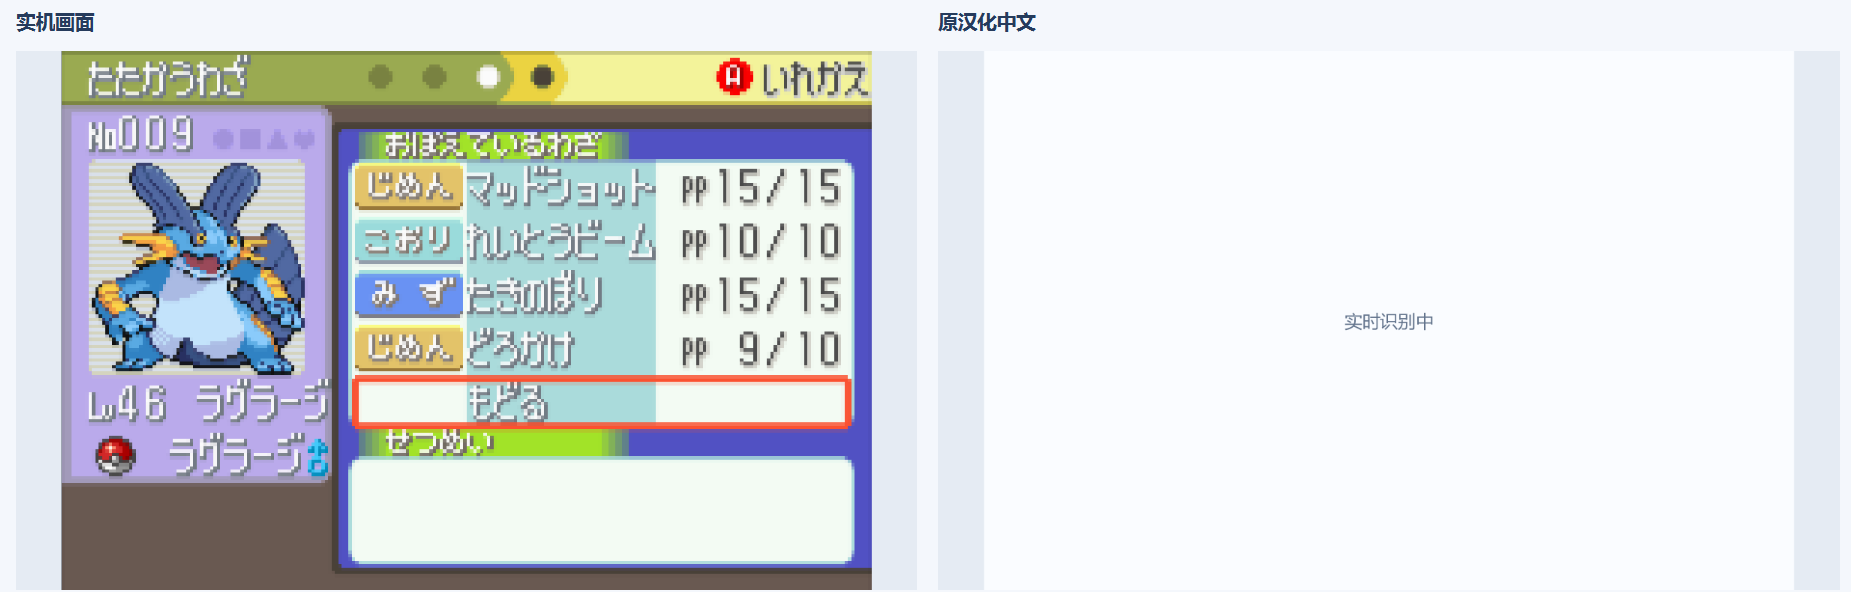 实机画面
原汉化中文
たたかうわざ
Aいれかえ
No009
おぼえているわざ
じめん マッドショット PP15/15
こおり れいとうビーム PP10/10
みず たきのぼり PP15/15
じめん どろかけ PP 9/10
もどる
Lv46 ラグラージ
せつめい
ラグラージ♂
实时识别中